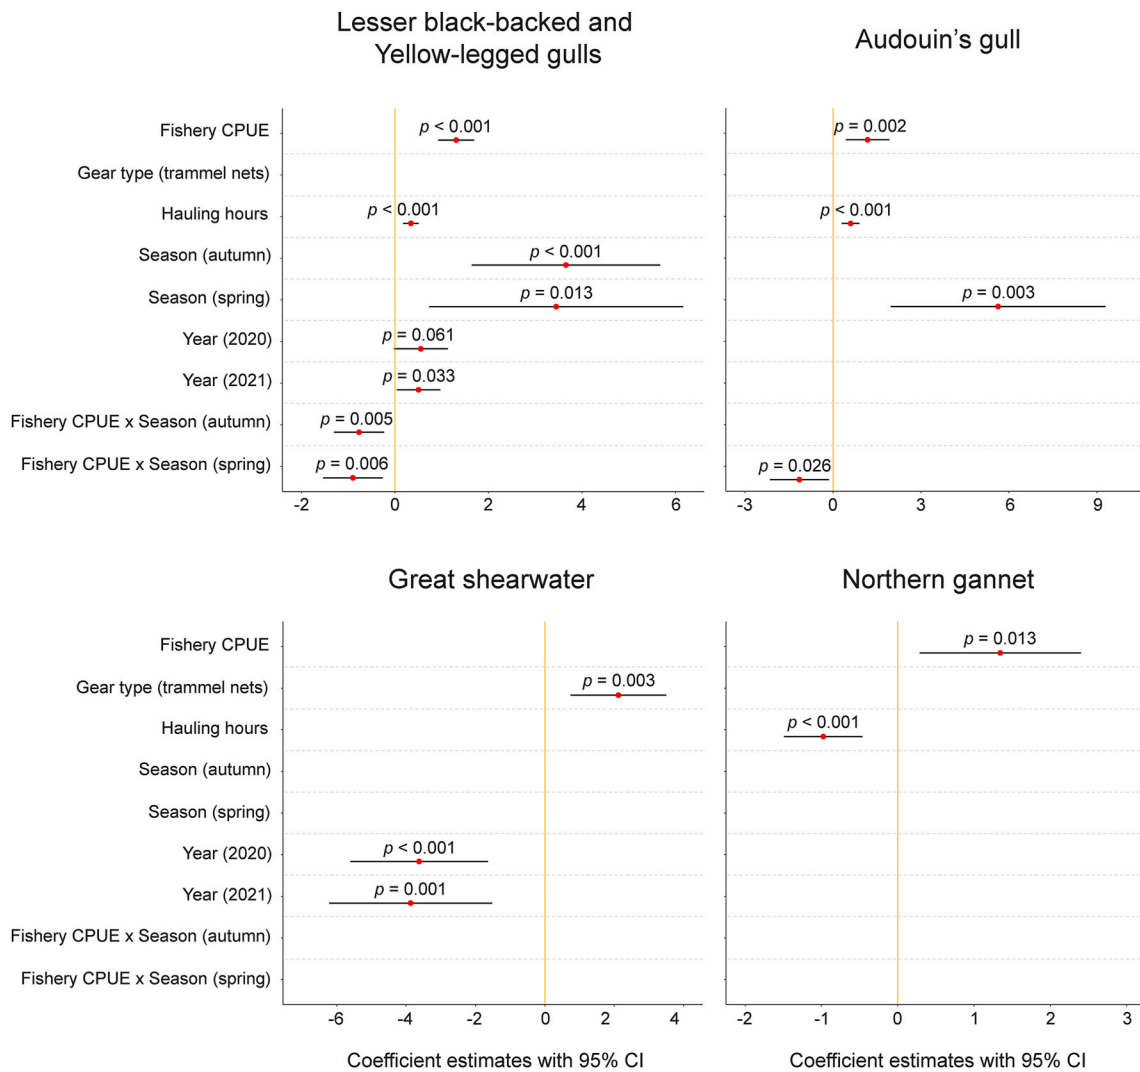 Lesser black-backed and
Yellow-legged gulls
Audouin's gull
Fishery CPUE
p < 0.001
p = 0.002
Gear type (trammel nets)
Hauling hours
p < 0.001
p < 0.001
Season (autumn)
p < 0.001
Season (spring)
p = 0.013
p = 0.003
Year (2020)
p = 0.061
Year (2021)
p = 0.033
Fishery CPUE x Season (autumn)
p = 0.005
Fishery CPUE x Season (spring)
p = 0.006
p = 0.026
-2 0 2 4 6
-3 0 3 6 9
Great shearwater
Northern gannet
Fishery CPUE
p = 0.013
Gear type (trammel nets)
p = 0.003
Hauling hours
p < 0.001
Season (autumn)
Season (spring)
Year (2020)
p < 0.001
Year (2021)
p = 0.001
Fishery CPUE x Season (autumn)
Fishery CPUE x Season (spring)
-6 -4 -2 0 2 4
-2 -1 0 1 2 3
Coefficient estimates with 95% CI
Coefficient estimates with 95% CI